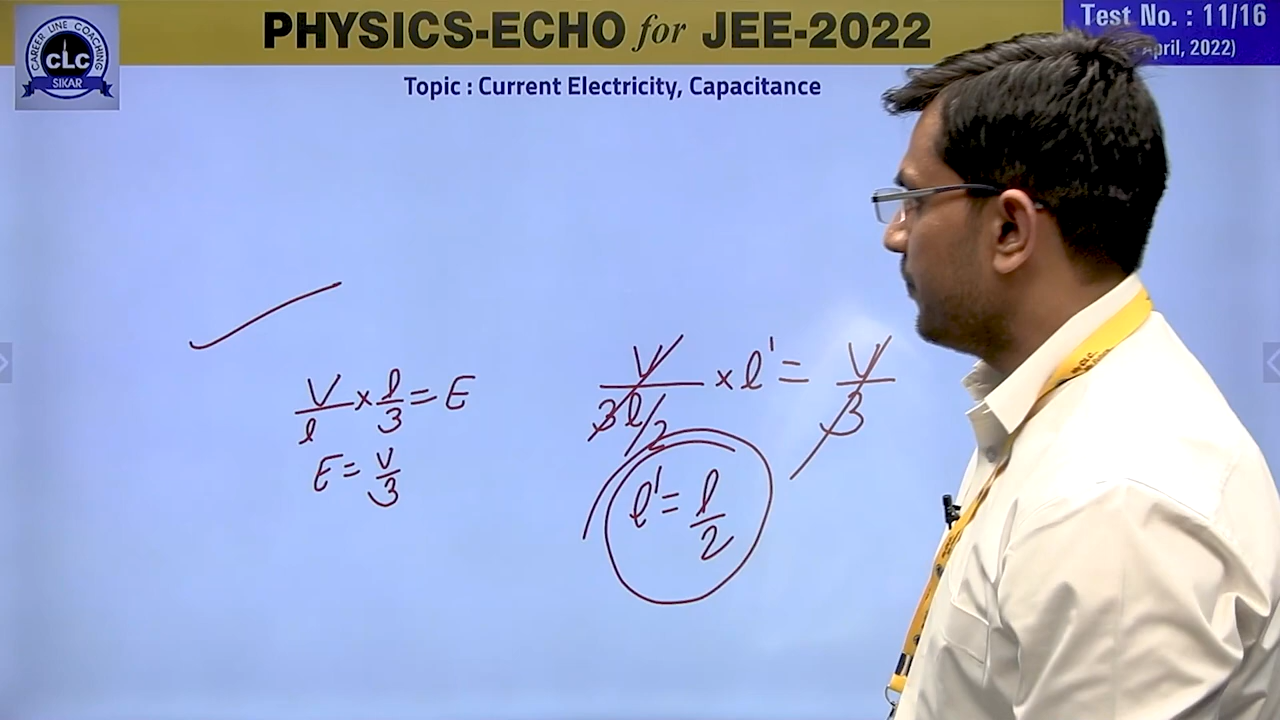 PHYSICS-ECHO for JEE-2022
Test No. : 11/16
April, 2022)
CAREER LINE COACHING
CLC
SIKAR
Topic : Current Electricity, Capacitance
V/l × l/3 = E
E = V/3
V/(3l/2) × l' = V/3
l' = l/2